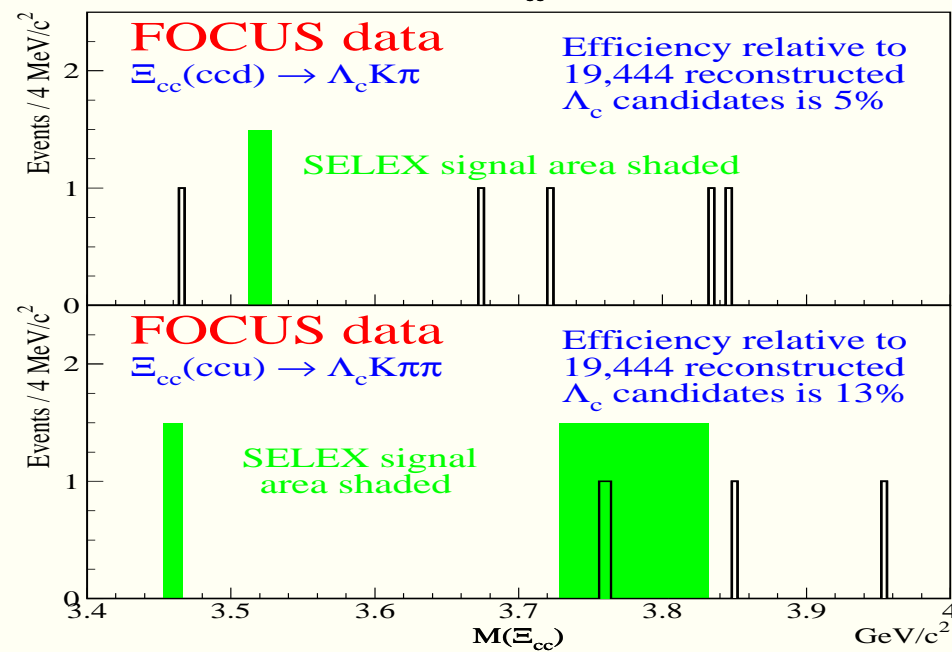 cc
FOCUS data
Ξcc(ccd) → ΛcKπ
Efficiency relative to
19,444 reconstructed
Λc candidates is 5%
SELEX signal area shaded
Events / 4 MeV/c²
2
1
0
FOCUS data
Ξcc(ccu) → ΛcKππ
Efficiency relative to
19,444 reconstructed
Λc candidates is 13%
SELEX signal
area shaded
Events / 4 MeV/c²
2
1
0
3.4 3.5 3.6 3.7 3.8 3.9 4
M(Ξcc) GeV/c²